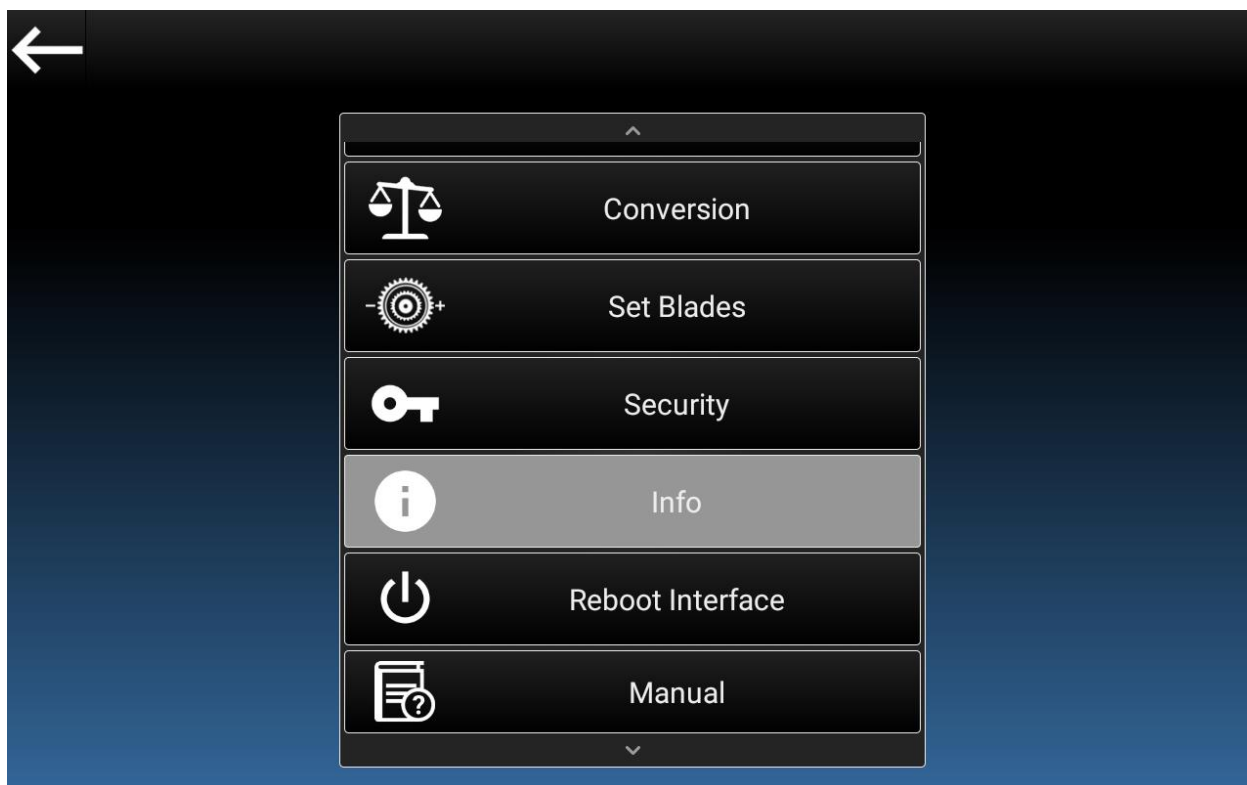 Conversion
Set Blades
Security
Info
Reboot Interface
Manual